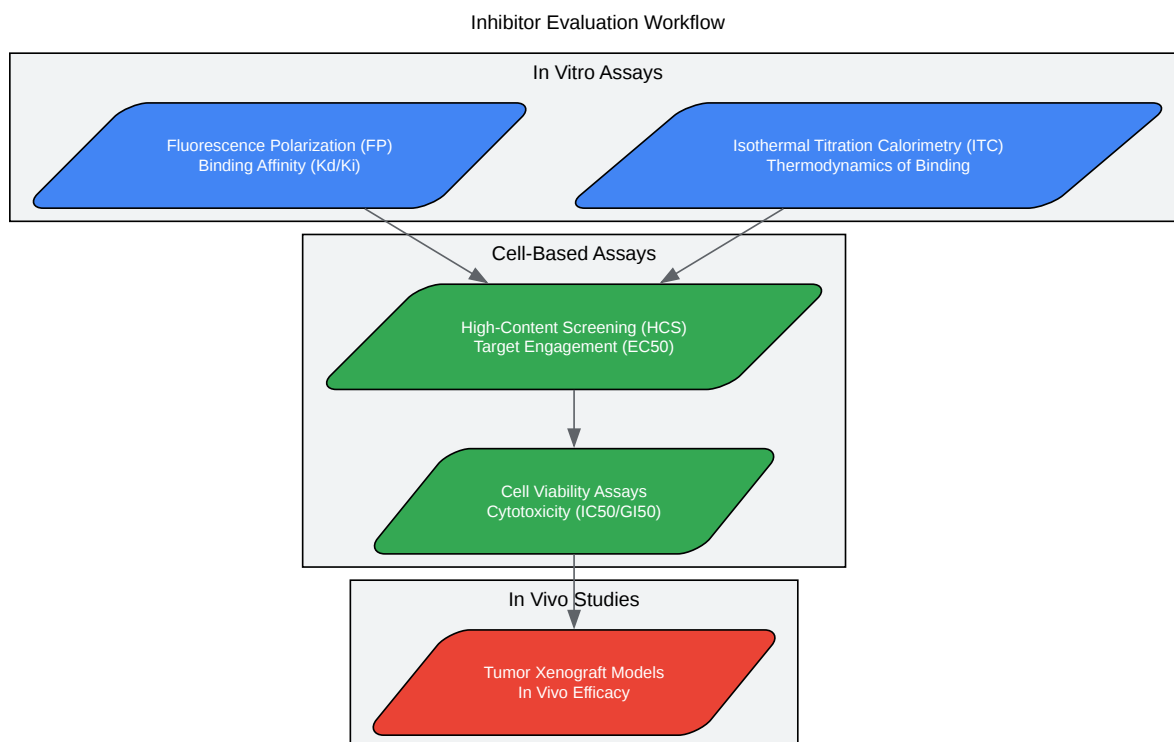 Inhibitor Evaluation Workflow
In Vitro Assays
Fluorescence Polarization (FP)
Binding Affinity (Kd/Ki)
Isothermal Titration Calorimetry (ITC)
Thermodynamics of Binding
Cell-Based Assays
High-Content Screening (HCS)
Target Engagement (EC50)
Cell Viability Assays
Cytotoxicity (IC50/GI50)
In Vivo Studies
Tumor Xenograft Models
In Vivo Efficacy